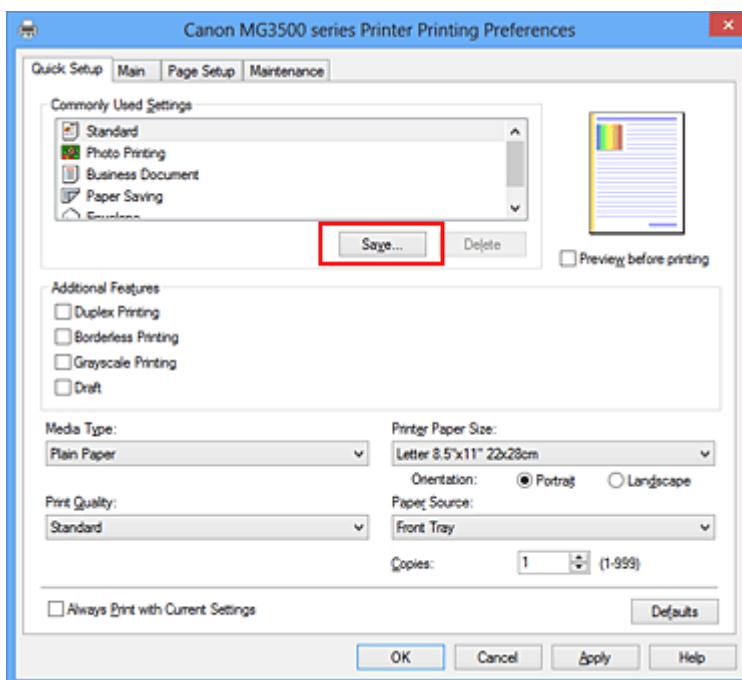 Canon MG3500 series Printer Printing Preferences
Quick Setup Main Page Setup Maintenance
Commonly Used Settings
Standard
Photo Printing
Business Document
Paper Saving
Envelope
Save... Delete
Preview before printing
Additional Features
Duplex Printing
Borderless Printing
Grayscale Printing
Draft
Media Type:
Plain Paper
Printer Paper Size:
Letter 8.5"x11" 22x28cm
Orientation: Portrait Landscape
Print Quality:
Standard
Paper Source:
Front Tray
Copies: 1 (1-999)
Always Print with Current Settings
Defaults
OK Cancel Apply Help